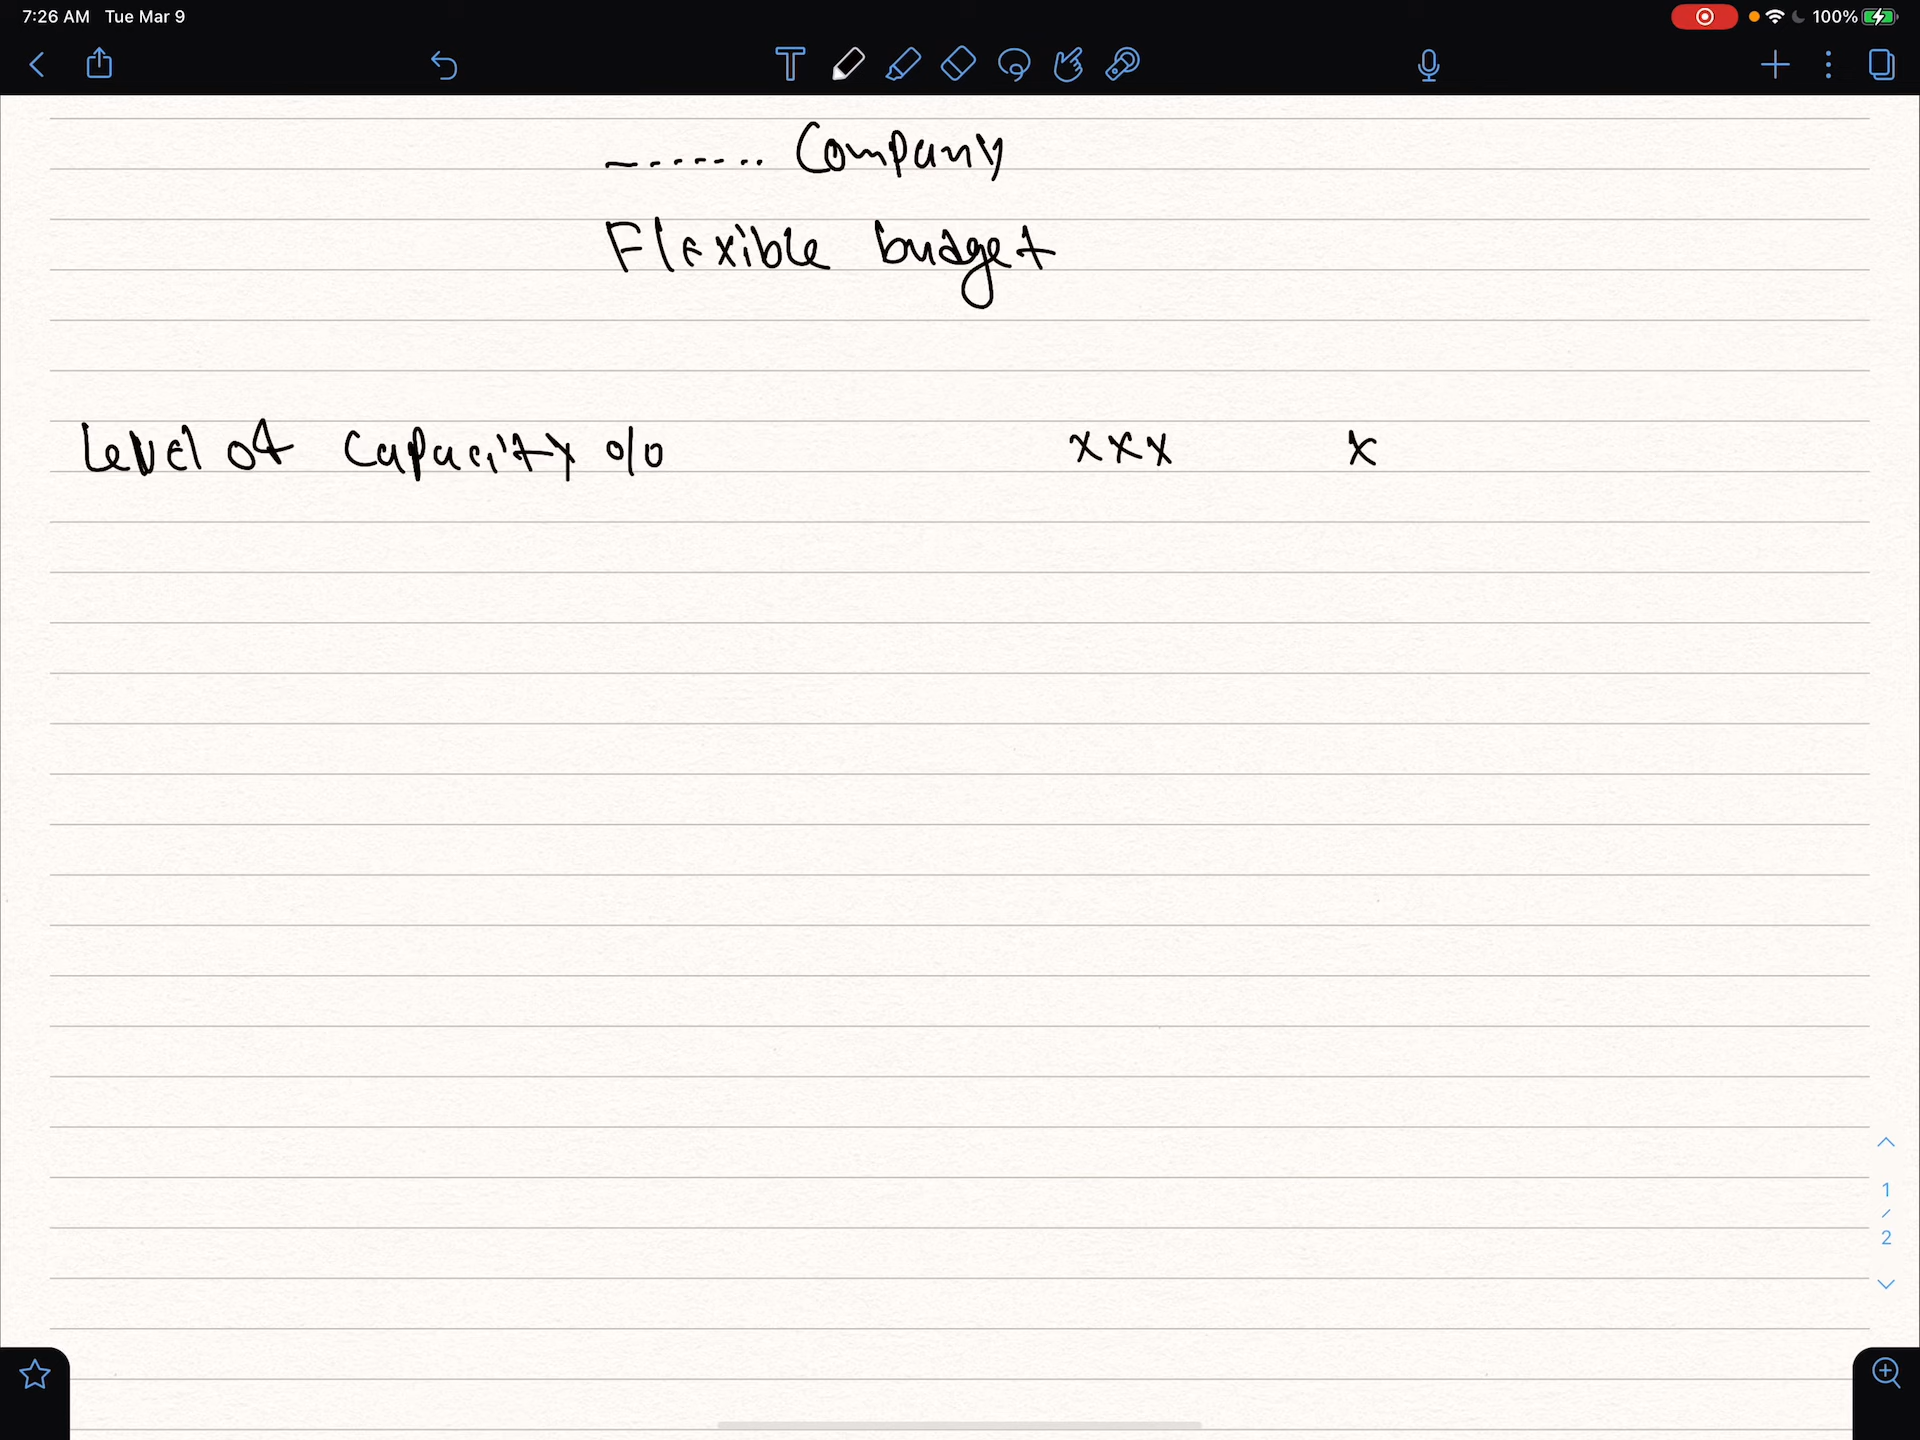 7:26 AM Tue Mar 9 100%
------- Company
Flexible budget
Level of Capacity % xxx x
1
/
2